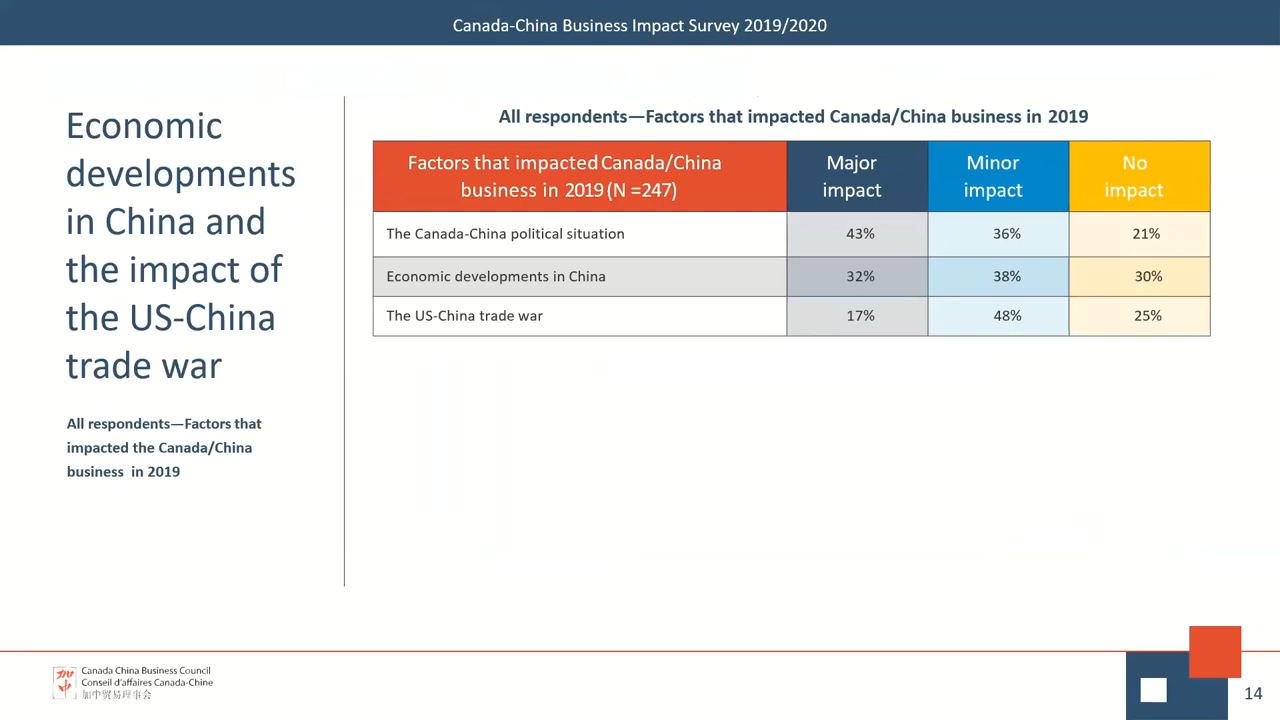 Canada-China Business Impact Survey 2019/2020
Economic
developments
in China and
the impact of
the US-China
trade war
All respondents—Factors that
impacted the Canada/China
business in 2019
All respondents—Factors that impacted Canada/China business in 2019
Factors that impacted Canada/China
business in 2019 (N =247)
Major
impact
Minor
impact
No
impact
The Canada-China political situation 43% 36% 21%
Economic developments in China 32% 38% 30%
The US-China trade war 17% 48% 25%
加中
Canada China Business Council
Conseil d'affaires Canada-Chine
加中貿易理事会
14